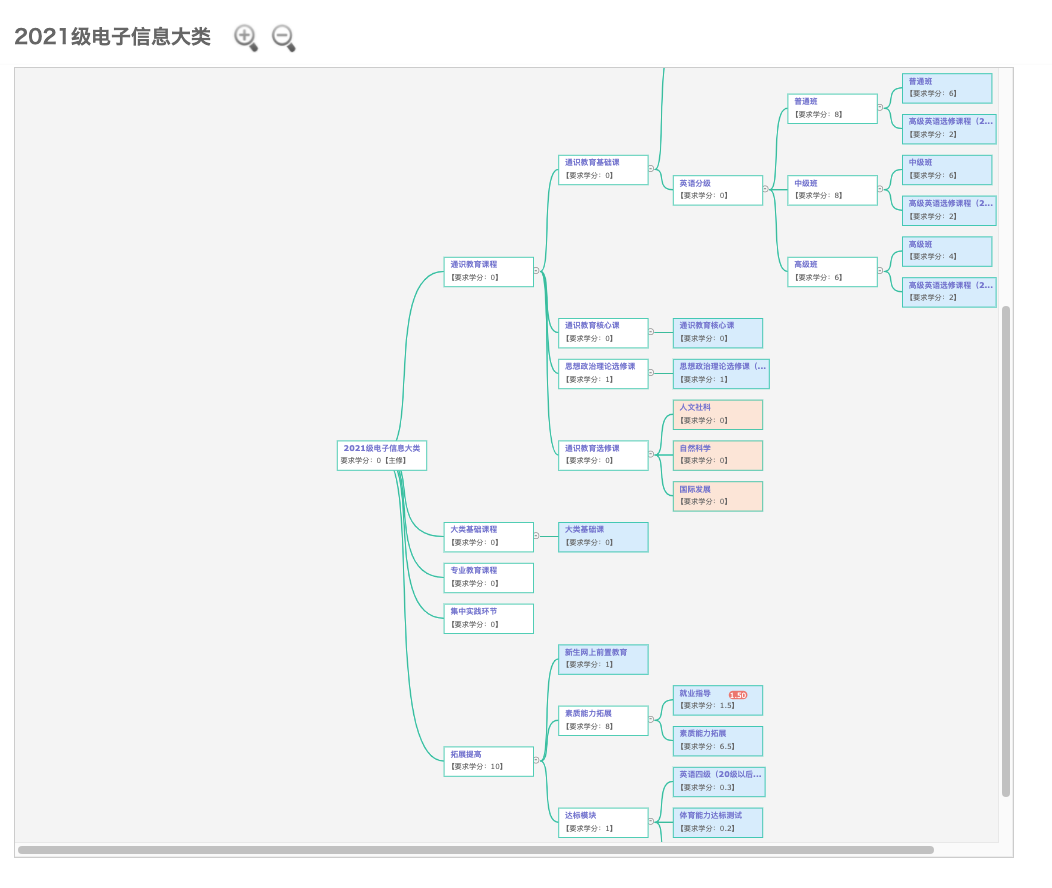 2021级电子信息大类
普通班
【要求学分：6】
普通班
【要求学分：8】
高级英语选修课程（2...
【要求学分：2】
通识教育基础课
【要求学分：0】
中级班
【要求学分：6】
英语分级
【要求学分：0】
中级班
【要求学分：8】
高级英语选修课程（2...
【要求学分：2】
高级班
【要求学分：4】
通识教育课程
【要求学分：0】
高级班
【要求学分：6】
高级英语选修课程（2...
【要求学分：2】
通识教育核心课
【要求学分：0】
通识教育核心课
【要求学分：0】
思想政治理论选修课
【要求学分：1】
思想政治理论选修课（...
【要求学分：1】
人文社科
【要求学分：0】
2021级电子信息大类
要求学分：0【主修】
通识教育选修课
【要求学分：0】
自然科学
【要求学分：0】
国际发展
【要求学分：0】
大类基础课程
【要求学分：0】
大类基础课
【要求学分：0】
专业教育课程
【要求学分：0】
集中实践环节
【要求学分：0】
新生网上前置教育
【要求学分：1】
就业指导 1.50
【要求学分：1.5】
素质能力拓展
【要求学分：8】
素质能力拓展
【要求学分：6.5】
拓展提高
【要求学分：10】
英语四级（20级以后...
【要求学分：0.3】
达标模块
【要求学分：1】
体育能力达标测试
【要求学分：0.2】